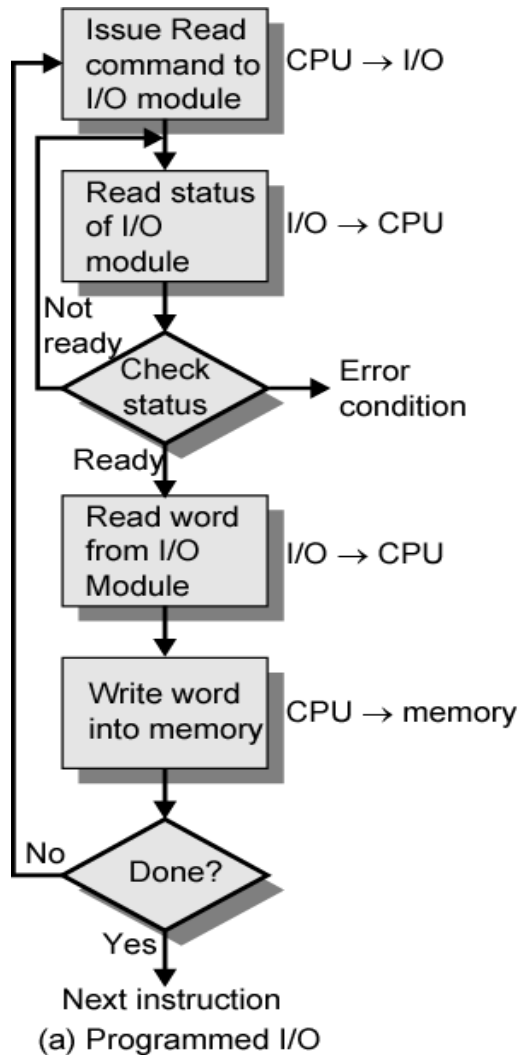 Issue Read
command to
I/O module
CPU → I/O
Read status
of I/O
module
I/O → CPU
Not
ready
Check
status
Error
condition
Ready
Read word
from I/O
Module
I/O → CPU
Write word
into memory
CPU → memory
No
Done?
Yes
Next instruction
(a) Programmed I/O